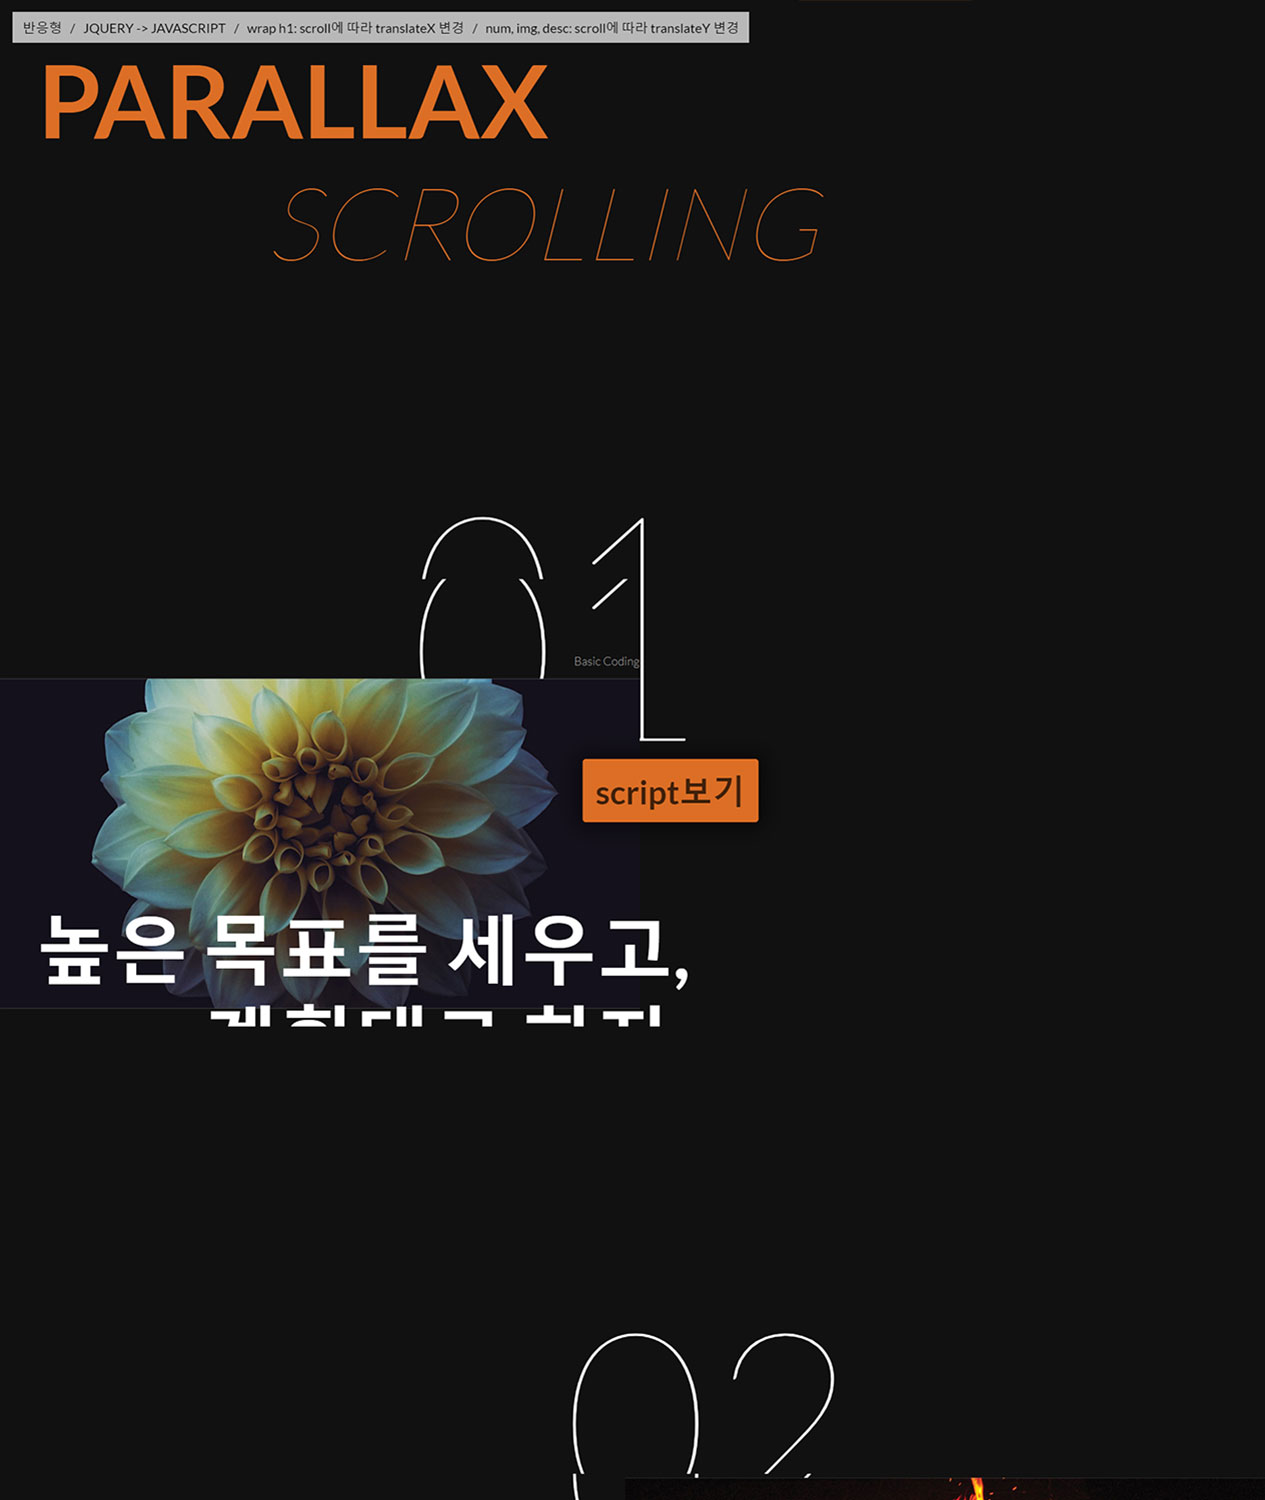 반응형 / JQUERY -> JAVASCRIPT / wrap h1: scroll에 따라 translateX 변경 / num, img, desc: scroll에 따라 translateY 변경
PARALLAX
SCROLLING
01
Basic Coding
script보기
높은 목표를 세우고,
02